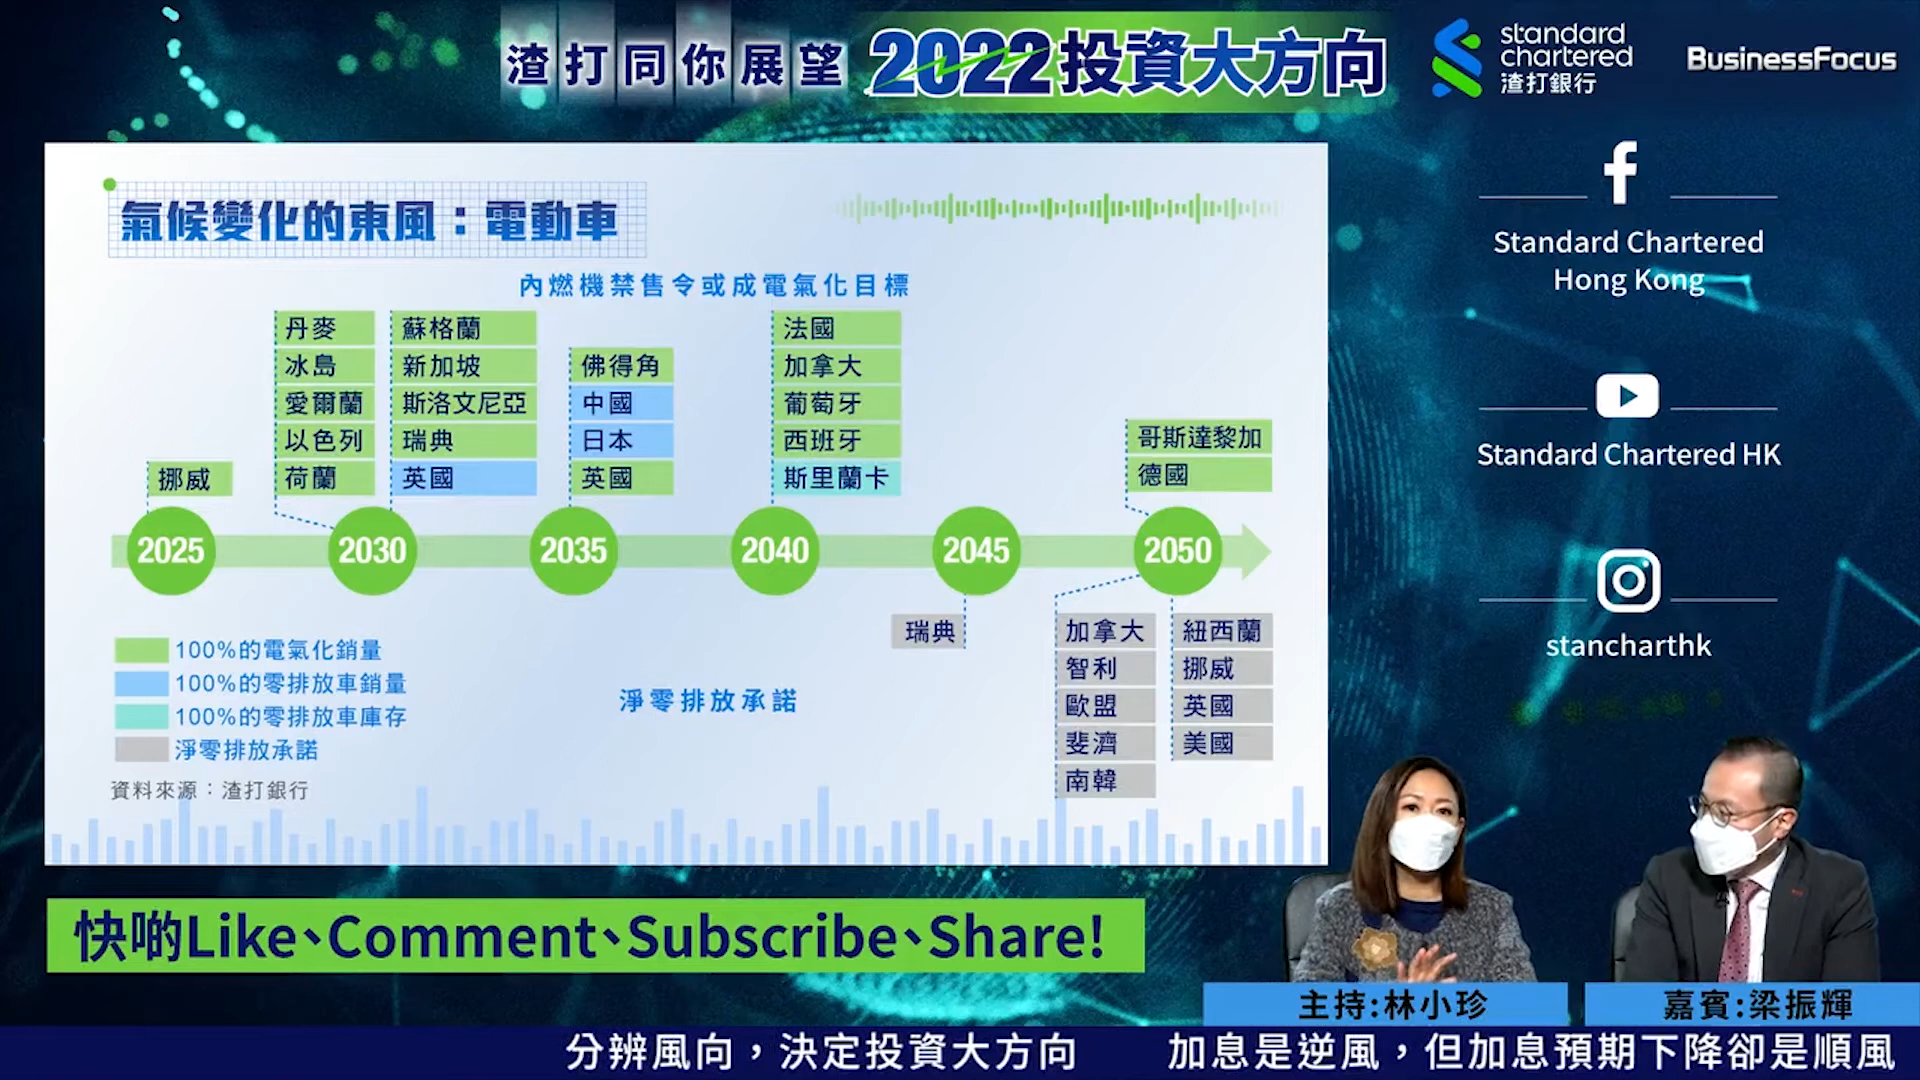 渣打同你展望 2022投資大方向
standard
chartered
渣打銀行
BusinessFocus
氣候變化的東風：電動車
內燃機禁售令或成電氣化目標
挪威
丹麥
冰島
愛爾蘭
以色列
荷蘭
蘇格蘭
新加坡
斯洛文尼亞
瑞典
英國
佛得角
中國
日本
英國
法國
加拿大
葡萄牙
西班牙
斯里蘭卡
哥斯達黎加
德國
2025 2030 2035 2040 2045 2050
瑞典
加拿大
智利
歐盟
斐濟
南韓
紐西蘭
挪威
英國
美國
淨零排放承諾
100%的電氣化銷量
100%的零排放車銷量
100%的零排放車庫存
淨零排放承諾
資料來源：渣打銀行
Standard Chartered
Hong Kong
Standard Chartered HK
stancharthk
快啲Like、Comment、Subscribe、Share!
主持:林小珍
嘉賓:梁振輝
分辨風向，決定投資大方向 加息是逆風，但加息預期下降卻是順風